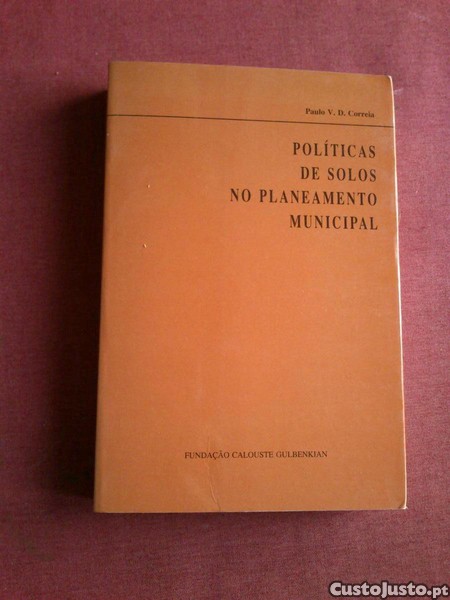 Paulo V. D. Correia
POLÍTICAS
DE SOLOS
NO PLANEAMENTO
MUNICIPAL
FUNDAÇÃO CALOUSTE GULBENKIAN
CustoJusto.pt